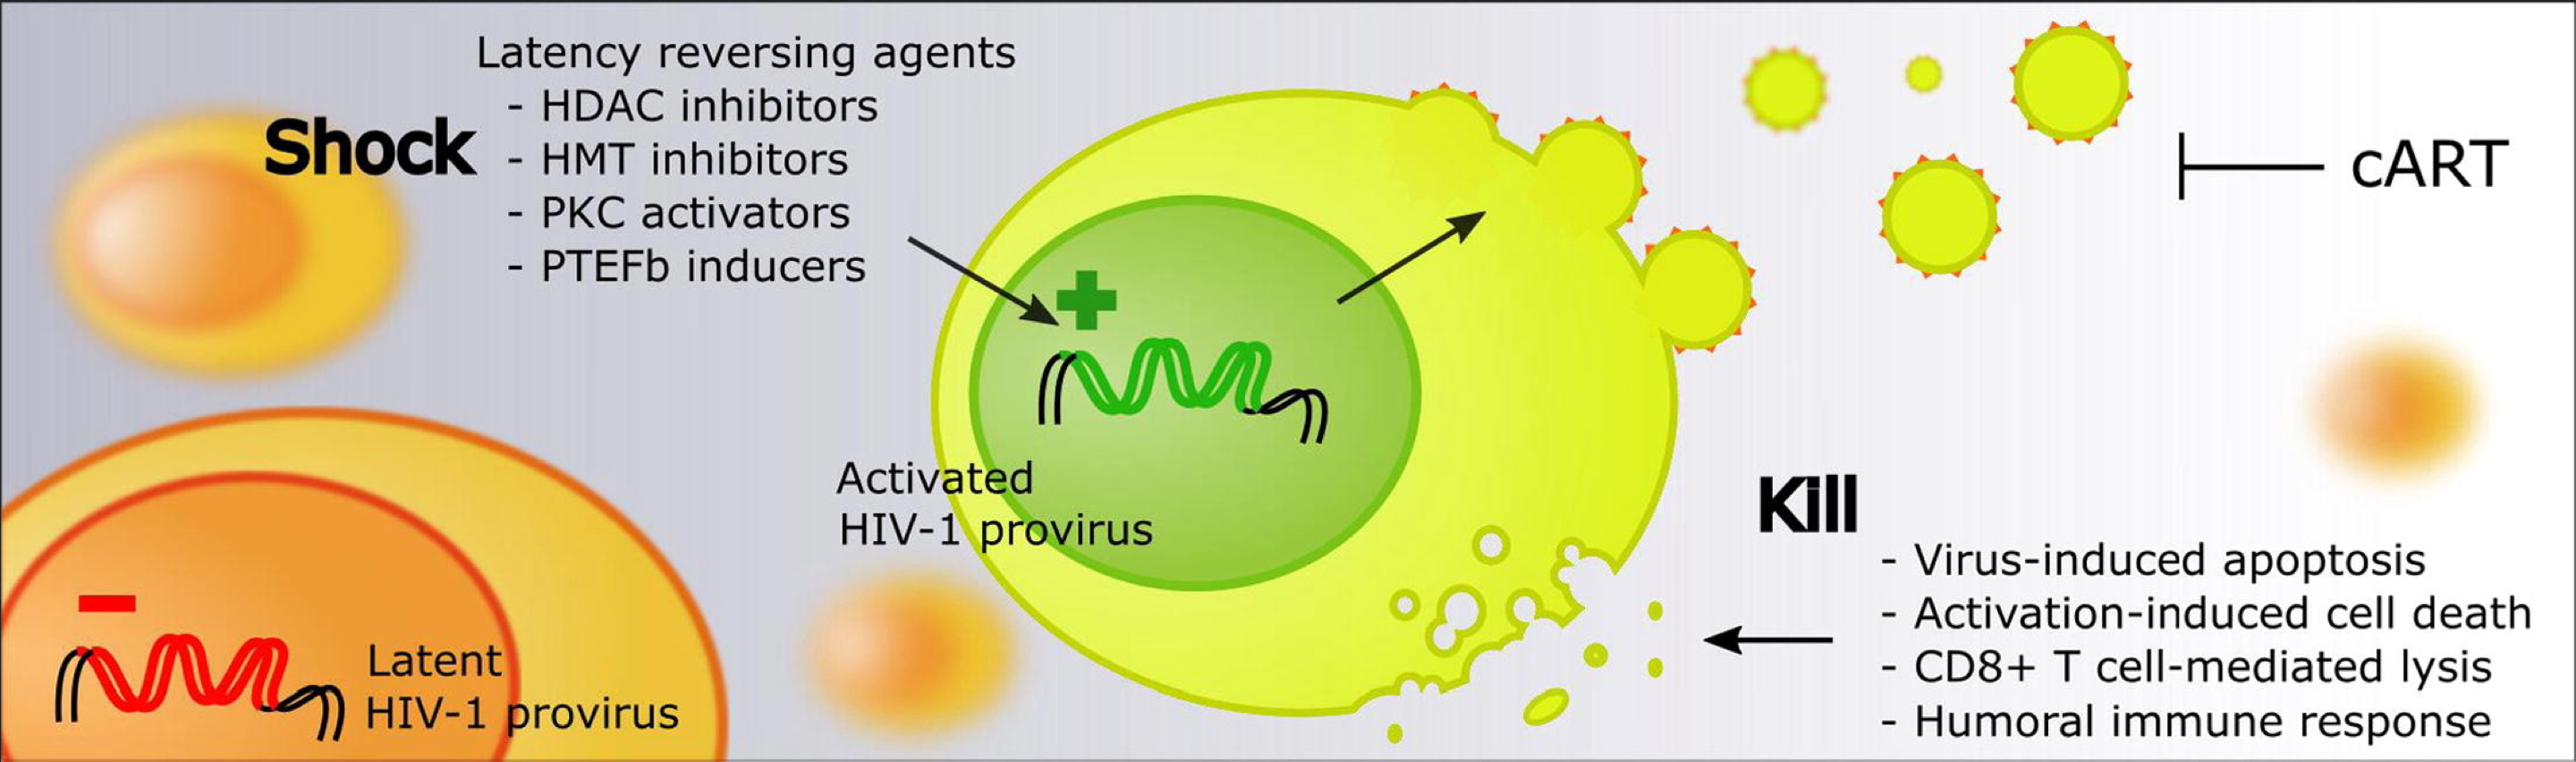 Latency reversing agents
Shock
- HDAC inhibitors
- HMT inhibitors
- PKC activators
- PTEFb inducers
cART
Activated
HIV-1 provirus
Latent
HIV-1 provirus
Kill
- Virus-induced apoptosis
- Activation-induced cell death
- CD8+ T cell-mediated lysis
- Humoral immune response